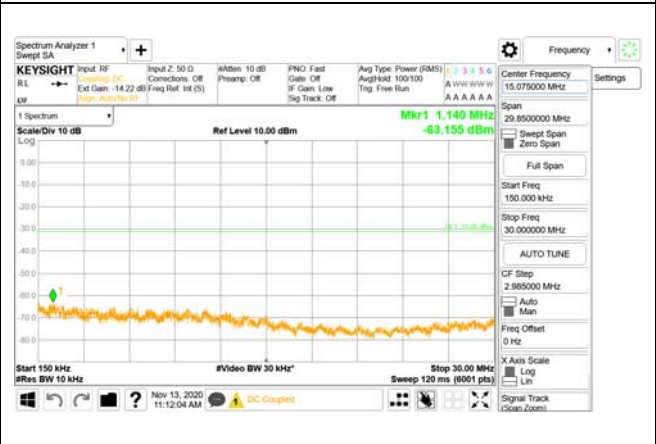 Spectrum Analyzer 1
Swept SA
Frequency
KEYSIGHT
Input: RF
Coupling: DC
Ext Gain: -14.22 dB
Align: Auto/No RF
Input Z: 50 Ω
Corrections: Off
Freq Ref: Int (S)
#Atten: 10 dB
Preamp: Off
PNO: Fast
Gate: Off
IF Gain: Low
Sig Track: Off
Avg Type: Power (RMS)
Avg|Hold: 100/100
Trig: Free Run
1 2 3 4 5 6
A W W W W W
A A A A A A
RL
1 Spectrum
Scale/Div 10 dB
Ref Level 10.00 dBm
Mkr1 1.140 MHz
-63.155 dBm
Log
0.00
-10.0
-20.0
-30.0
-40.0
-50.0
-60.0
-70.0
-80.0
1
Start 150 kHz
#Res BW 10 kHz
#Video BW 30 kHz*
Stop 30.00 MHz
Sweep 120 ms (6001 pts)
Nov 13, 2020
11:12:04 AM
DC Coupled
Center Frequency
15.075000 MHz
Settings
Span
29.8500000 MHz
Swept Span
Zero Span
Full Span
Start Freq
150.000 kHz
Stop Freq
30.000000 MHz
AUTO TUNE
CF Step
2.985000 MHz
Auto
Man
Freq Offset
0 Hz
X Axis Scale
Log
Lin
Signal Track
(Span Zoom)